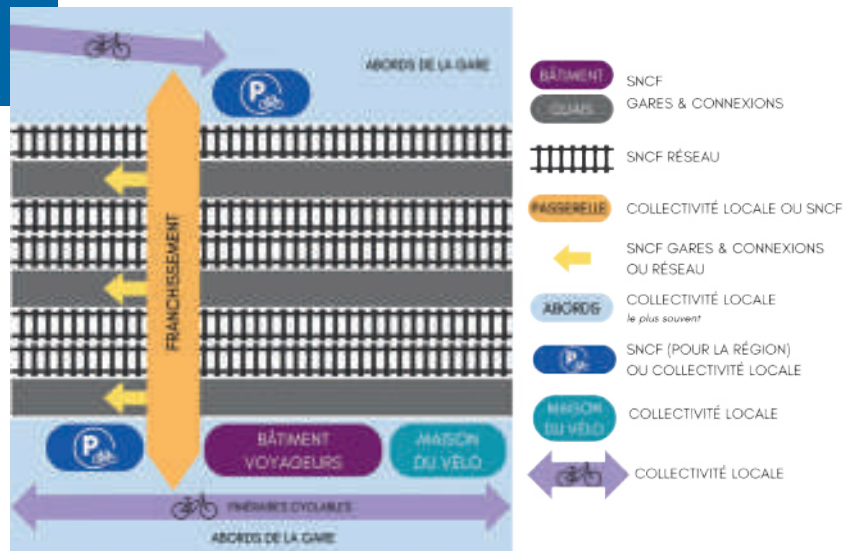 ABORDS DE LA GARE
P
FRANCHISSEMENT
P
BÂTIMENT
VOYAGEURS
MAISON
DU VÉLO
ITINÉRAIRES CYCLABLES
ABORDS DE LA GARE
BÂTIMENT
SNCF
QUAIS
GARES & CONNEXIONS
SNCF RÉSEAU
PASSERELLE
COLLECTIVITÉ LOCALE OU SNCF
SNCF GARES & CONNEXIONS
OU RÉSEAU
ABORDS
COLLECTIVITÉ LOCALE
le plus souvent
P
SNCF (POUR LA RÉGION)
OU COLLECTIVITÉ LOCALE
MAISON
DU VÉLO
COLLECTIVITÉ LOCALE
COLLECTIVITÉ LOCALE